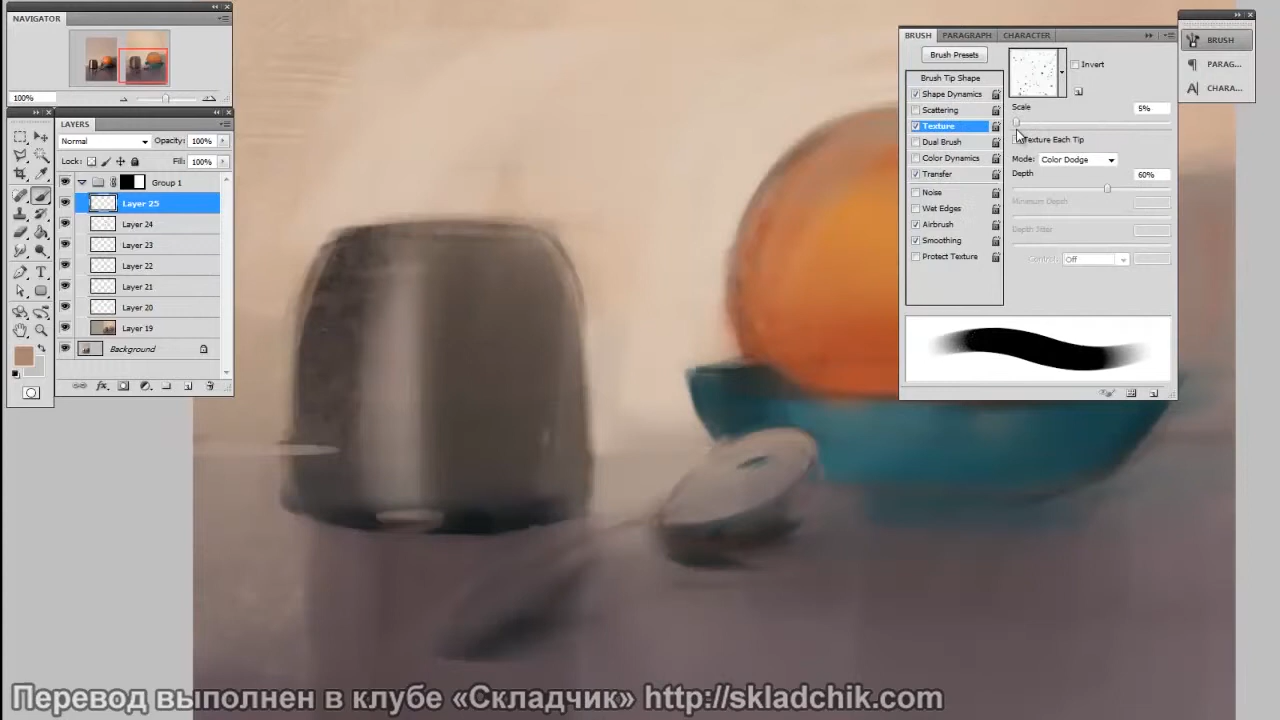 NAVIGATOR
100%
LAYERS
Normal
Opacity: 100%
Lock:
Fill: 100%
Group 1
Layer 25
Layer 24
Layer 23
Layer 22
Layer 21
Layer 20
Layer 19
Background
BRUSH PARAGRAPH CHARACTER
Brush Presets
Invert
Brush Tip Shape
Shape Dynamics
Scattering
Texture
Dual Brush
Color Dynamics
Transfer
Noise
Wet Edges
Airbrush
Smoothing
Protect Texture
Scale 5%
Texture Each Tip
Mode: Color Dodge
Depth 60%
Minimum Depth
Depth Jitter
Control: Off
BRUSH
PARAG...
CHARA...
Перевод выполнен в клубе «Складчик» http://skladchik.com